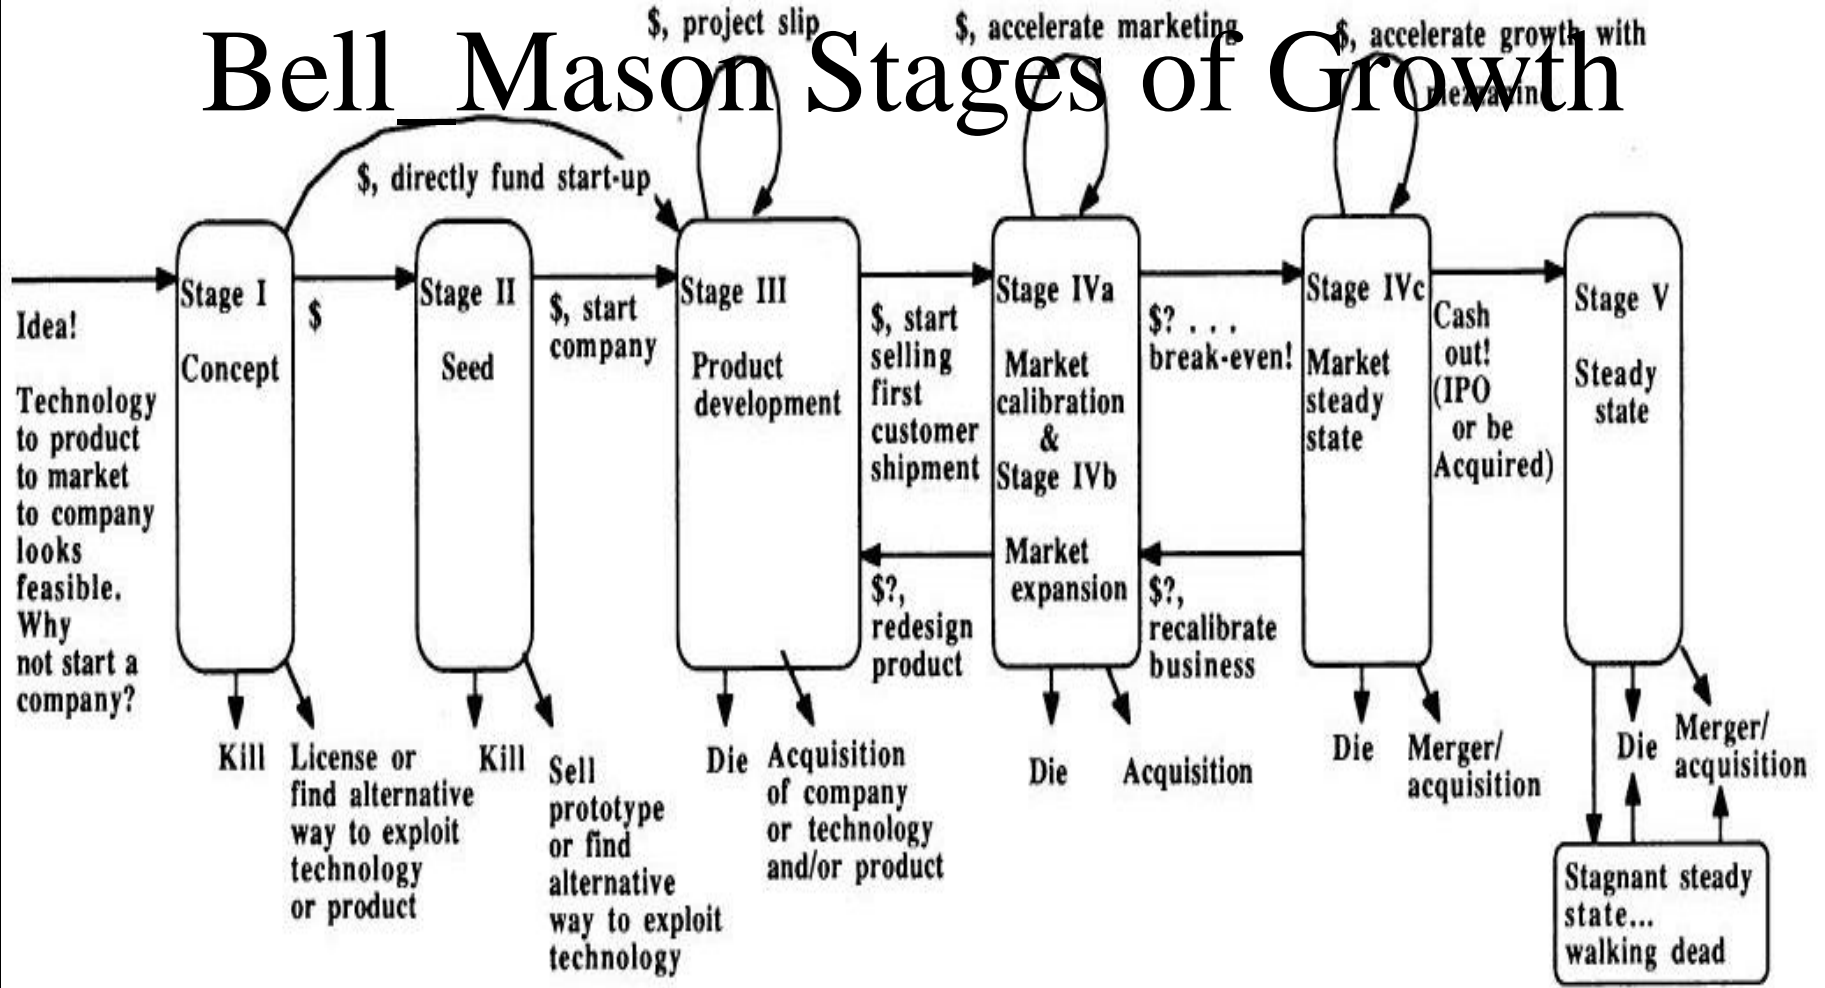 $, project slip
$, accelerate marketing
$, accelerate growth with
mezzanine
Bell_Mason Stages of Growth
$, directly fund start-up
Idea!
Technology
to product
to market
to company
looks
feasible.
Why
not start a
company?
Stage I
Concept
$
Stage II
Seed
$, start
company
Stage III
Product
development
$, start
selling
first
customer
shipment
$?,
redesign
product
Stage IVa
Market
calibration
&
Stage IVb
Market
expansion
$? . . .
break-even!
$?,
recalibrate
business
Stage IVc
Market
steady
state
Cash
out!
(IPO
or be
Acquired)
Stage V
Steady
state
Kill
License or
find alternative
way to exploit
technology
or product
Kill
Sell
prototype
or find
alternative
way to exploit
technology
Die
Acquisition
of company
or technology
and/or product
Die
Acquisition
Die
Merger/
acquisition
Die
Merger/
acquisition
Stagnant steady
state...
walking dead